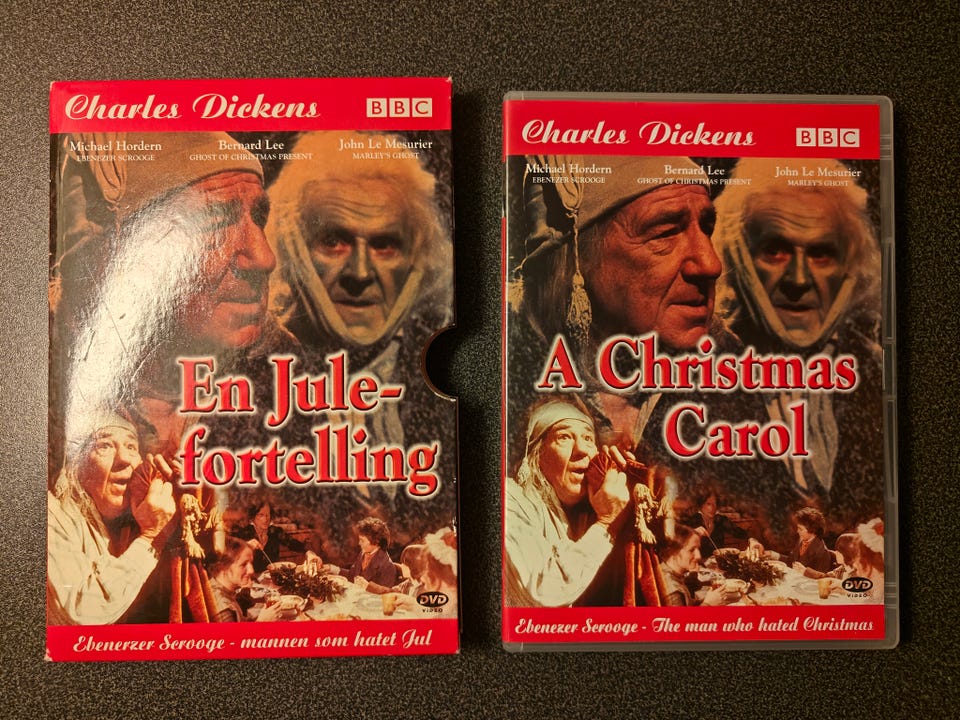 Charles Dickens
BBC
Michael Hordern
EBENEZER SCROOGE
Bernard Lee
GHOST OF CHRISTMAS PRESENT
John Le Mesurier
MARLEY'S GHOST
En Jule-
fortelling
DVD
VIDEO
Ebenerzer Scrooge - mannen som hatet Jul
Charles Dickens
BBC
Michael Hordern
EBENEZER SCROOGE
Bernard Lee
GHOST OF CHRISTMAS PRESENT
John Le Mesurier
MARLEY'S GHOST
A Christmas
Carol
DVD
VIDEO
Ebenezer Scrooge - The man who hated Christmas